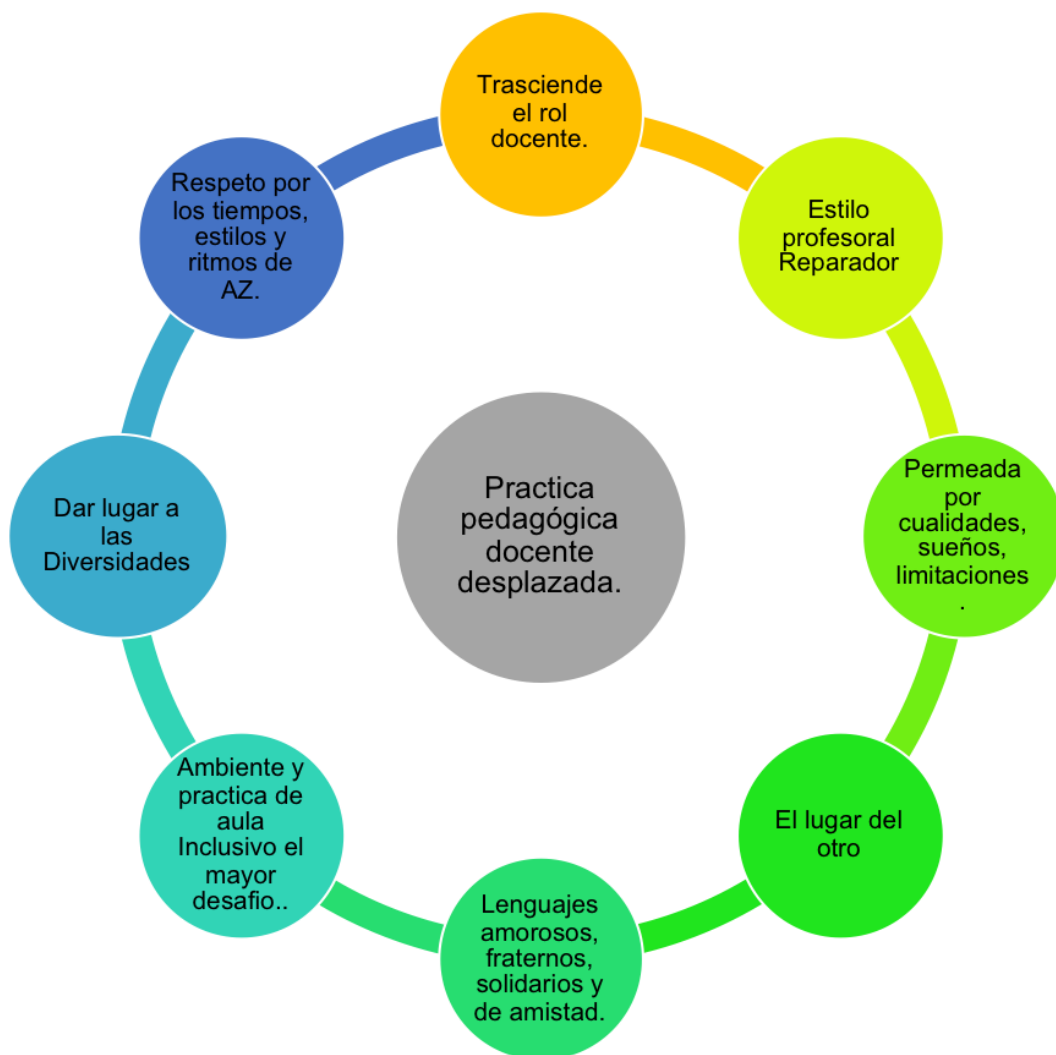 Trasciende
el rol
docente.
Estilo
profesoral
Reparador
Permeada
por
cualidades,
sueños,
limitaciones
.
El lugar del
otro
Lenguajes
amorosos,
fraternos,
solidarios y
de amistad.
Ambiente y
practica de
aula
Inclusivo el
mayor
desafio..
Dar lugar a
las
Diversidades
Respeto por
los tiempos,
estilos y
ritmos de
AZ.
Practica
pedagógica
docente
desplazada.